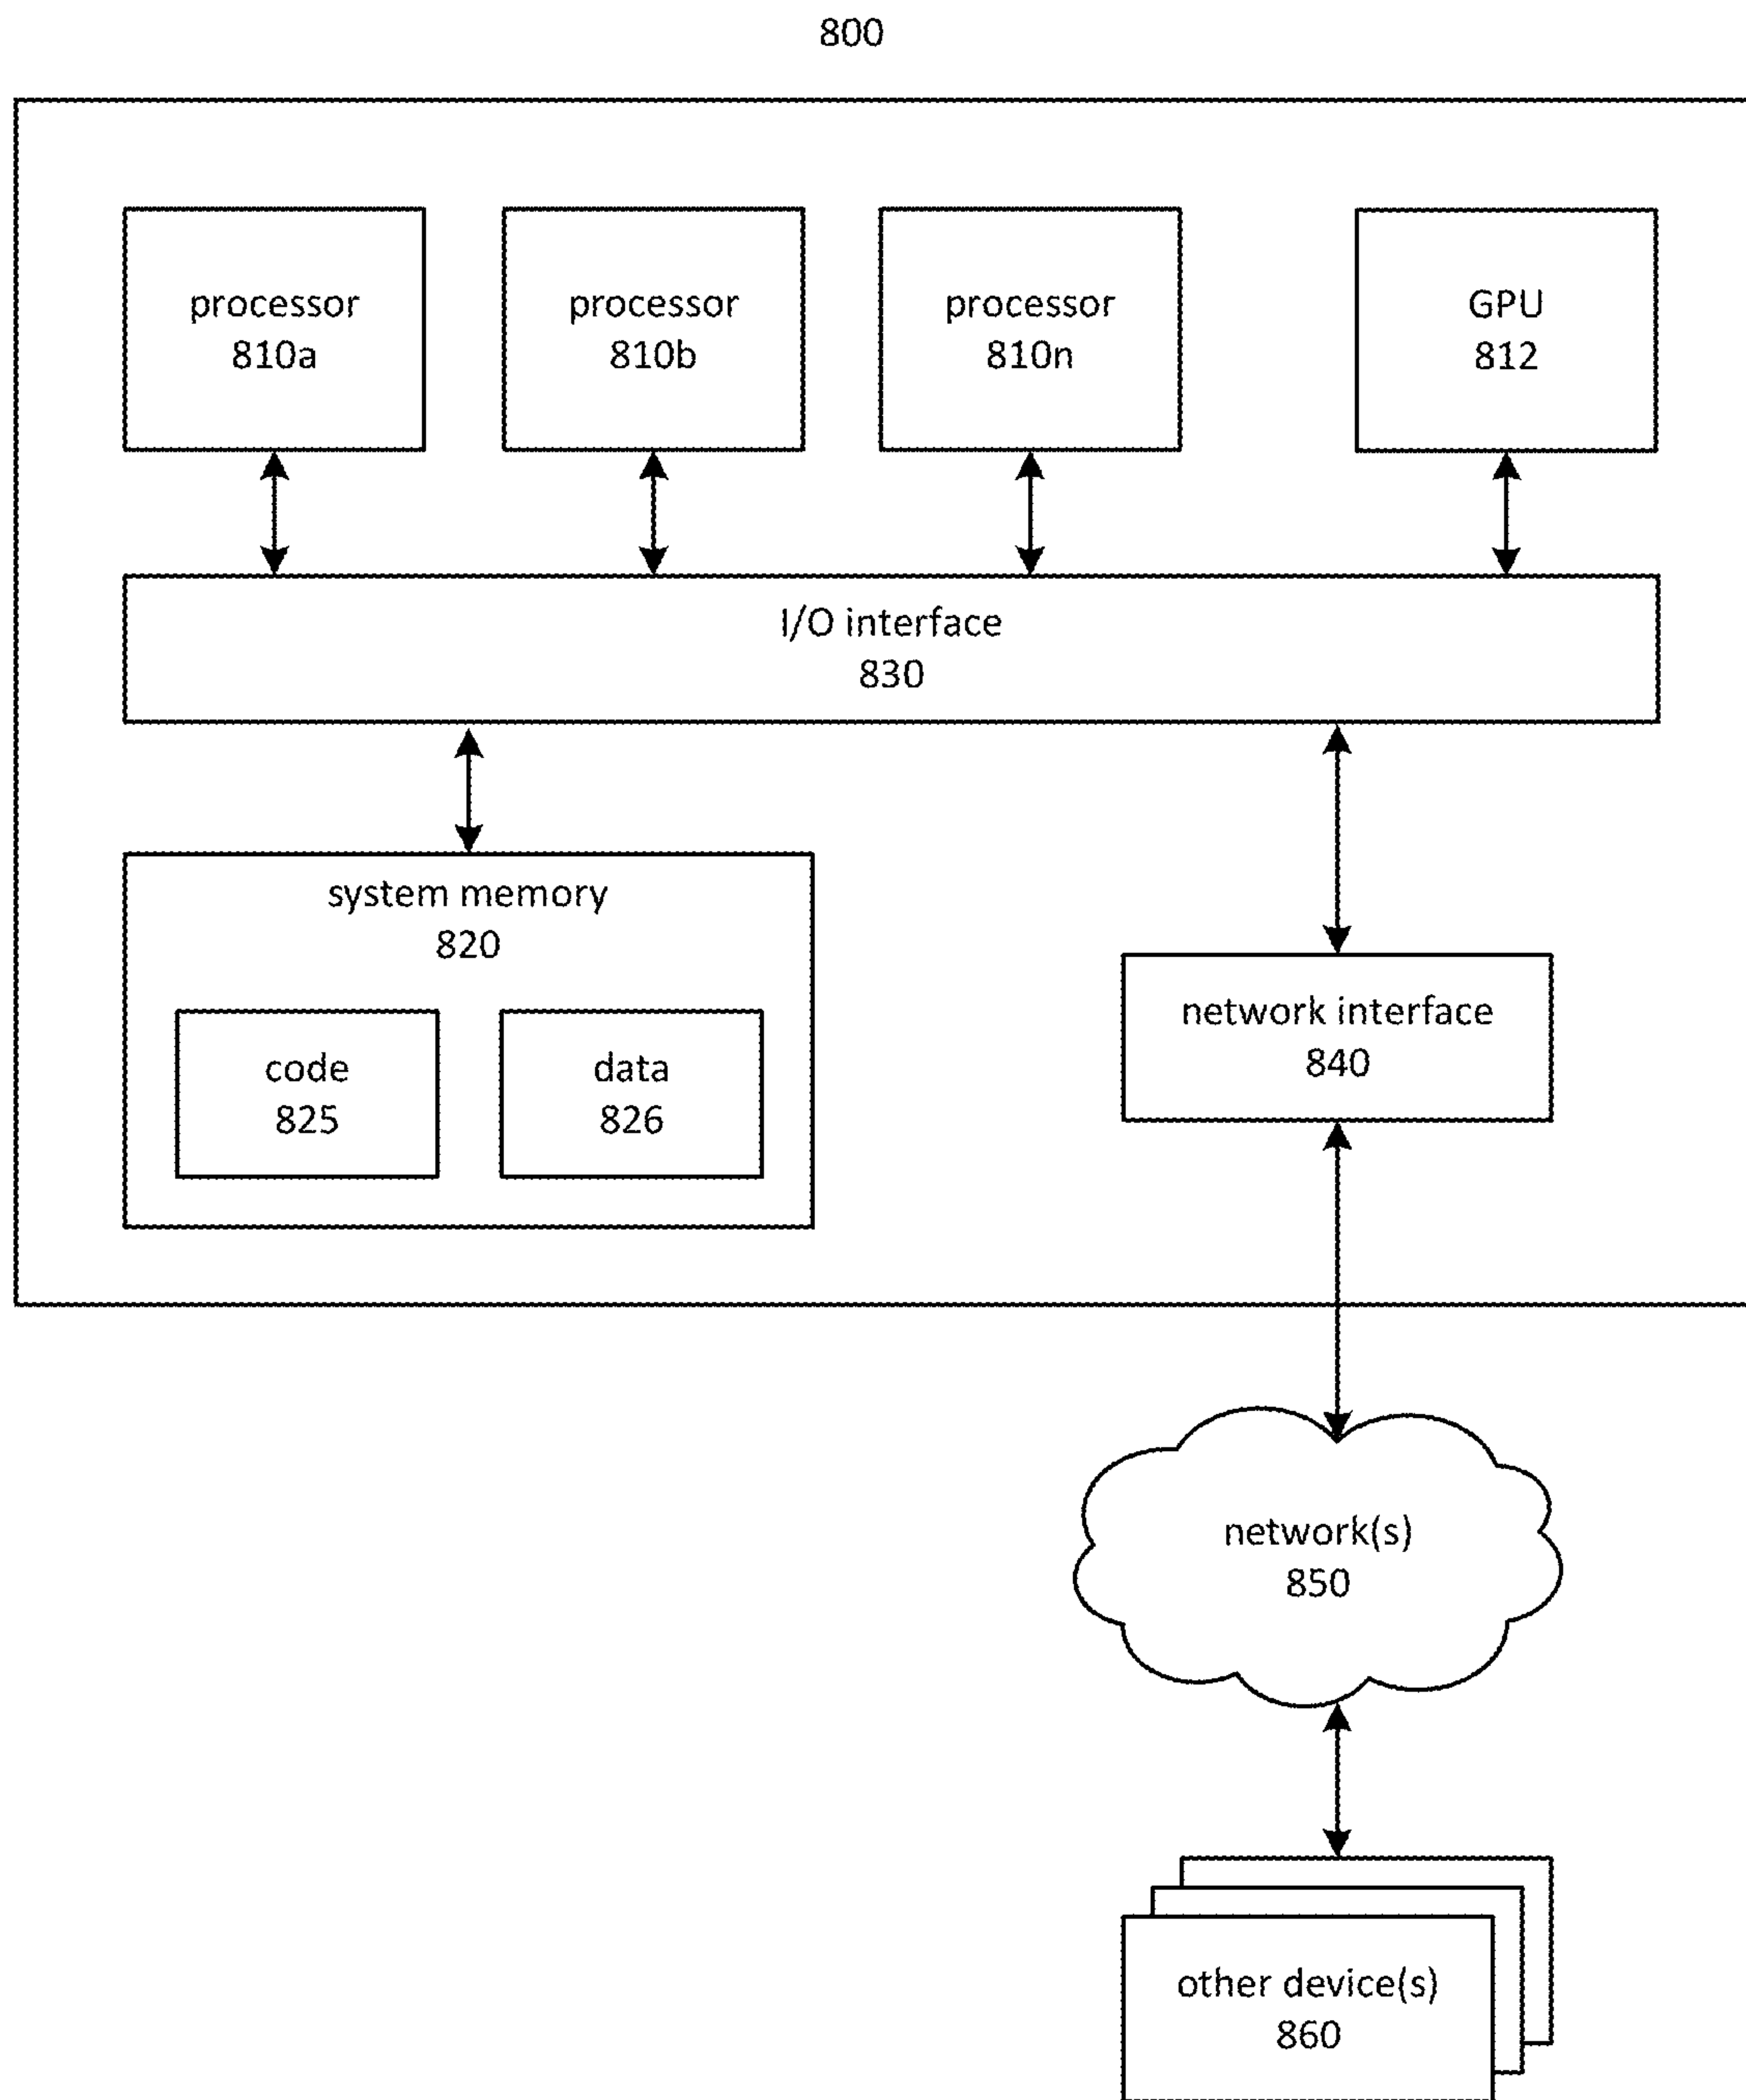 800
processor
810a
processor
810b
processor
810n
GPU
812
I/O interface
830
system memory
820
code
825
data
826
network interface
840
network(s)
850
other device(s)
860